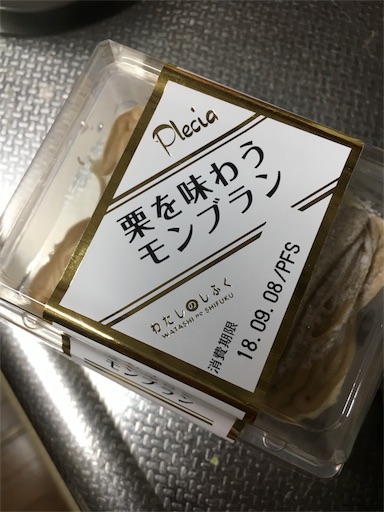 Plecia
栗を味わう
モンブラン
わたしのしふく
WATASHI no SHIFUKU
消費期限
18.09.08/PFS
モンブラン